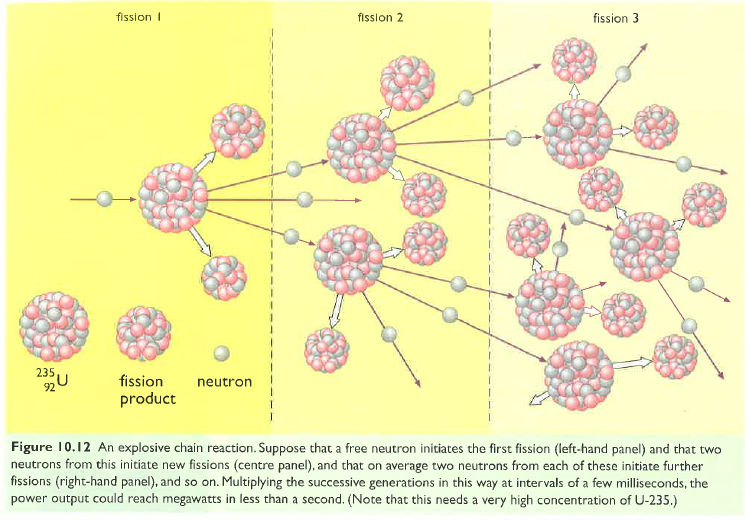 fission 1
fission 2
fission 3
235
92U
fission
product
neutron
Figure 10.12 An explosive chain reaction. Suppose that a free neutron initiates the first fission (left-hand panel) and that two
neutrons from this initiate new fissions (centre panel), and that on average two neutrons from each of these initiate further
fissions (right-hand panel), and so on. Multiplying the successive generations in this way at intervals of a few milliseconds, the
power output could reach megawatts in less than a second. (Note that this needs a very high concentration of U-235.)